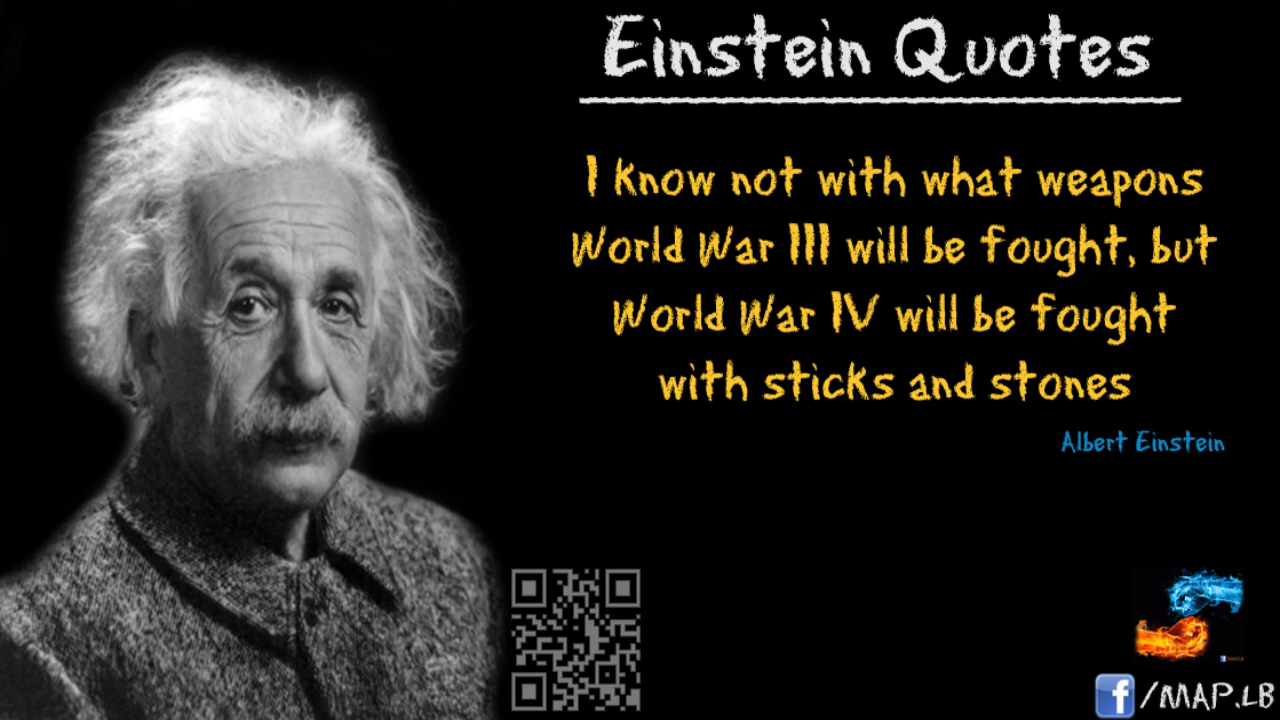 Einstein Quotes
I know not with what weapons
World War III will be fought, but
World War IV will be fought
with sticks and stones
Albert Einstein
f/MAP.LB